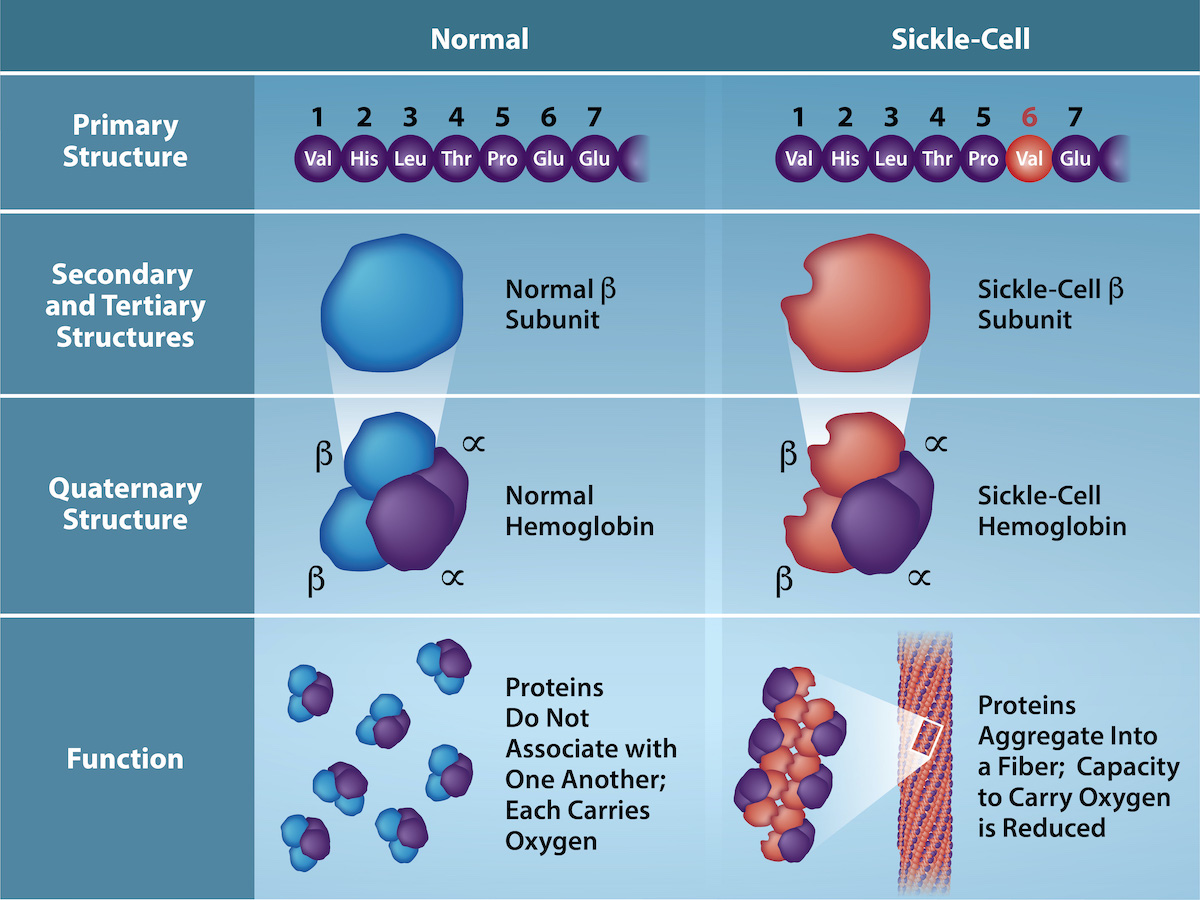 Normal
Sickle-Cell
Primary
Structure
1 2 3 4 5 6 7
Val His Leu Thr Pro Glu Glu
1 2 3 4 5 6 7
Val His Leu Thr Pro Val Glu
Secondary
and Tertiary
Structures
Normal β
Subunit
Sickle-Cell β
Subunit
Quaternary
Structure
β ∝
Normal
Hemoglobin
β ∝
β ∝
Sickle-Cell
Hemoglobin
β ∝
Function
Proteins
Do Not
Associate with
One Another;
Each Carries
Oxygen
Proteins
Aggregate Into
a Fiber; Capacity
to Carry Oxygen
is Reduced